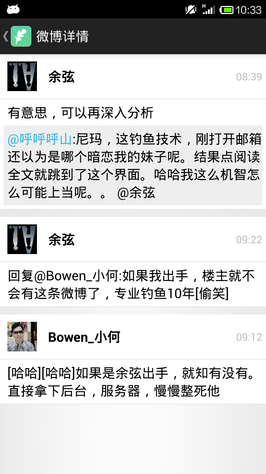 10:33
微博详情
余弦
08:39
有意思，可以再深入分析
@呼呼呼山:尼玛，这钓鱼技术，刚打开邮箱
还以为是哪个暗恋我的妹子呢。结果点阅读
全文就跳到了这个界面。哈哈我这么机智怎
么可能上当呢。。 @余弦
余弦
09:22
回复@Bowen_小何:如果我出手，楼主就不
会有这条微博了，专业钓鱼10年[偷笑]
Bowen_小何
09:12
[哈哈][哈哈]如果是余弦出手，就知有没有。
直接拿下后台，服务器，慢慢整死他